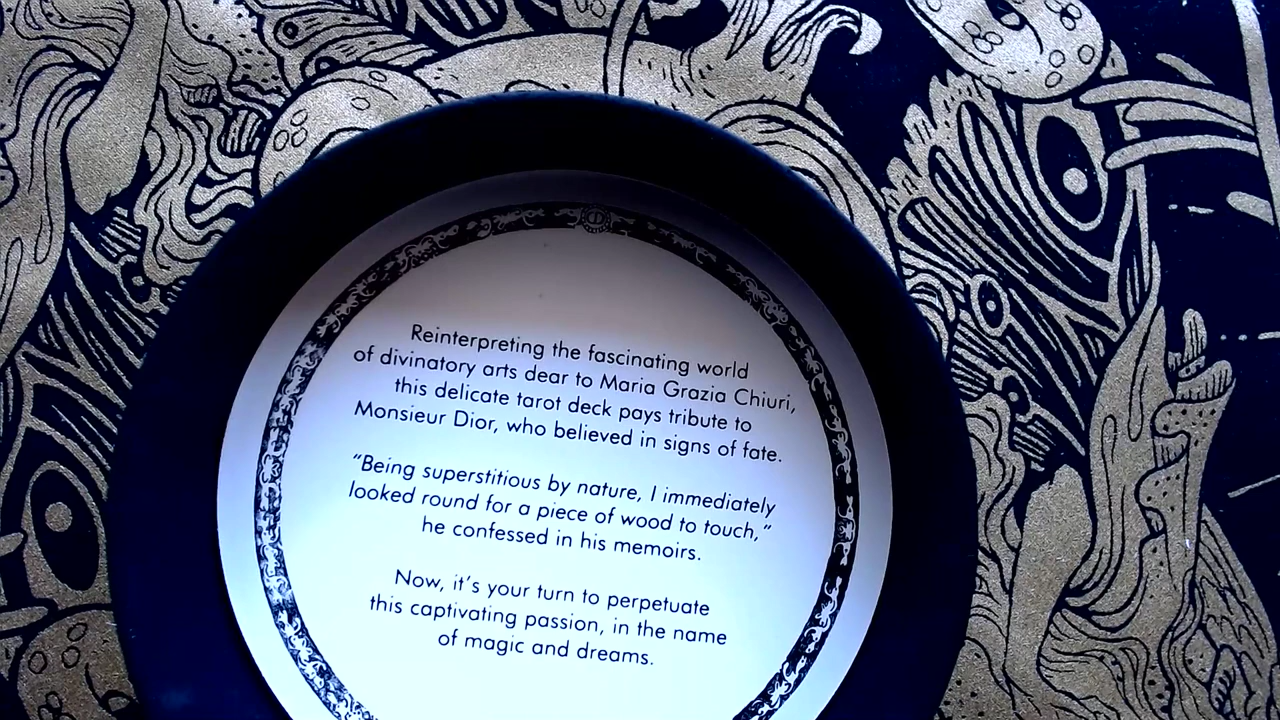 Reinterpreting the fascinating world
of divinatory arts dear to Maria Grazia Chiuri,
this delicate tarot deck pays tribute to
Monsieur Dior, who believed in signs of fate.
“Being superstitious by nature, I immediately
looked round for a piece of wood to touch,”
he confessed in his memoirs.
Now, it’s your turn to perpetuate
this captivating passion, in the name
of magic and dreams.